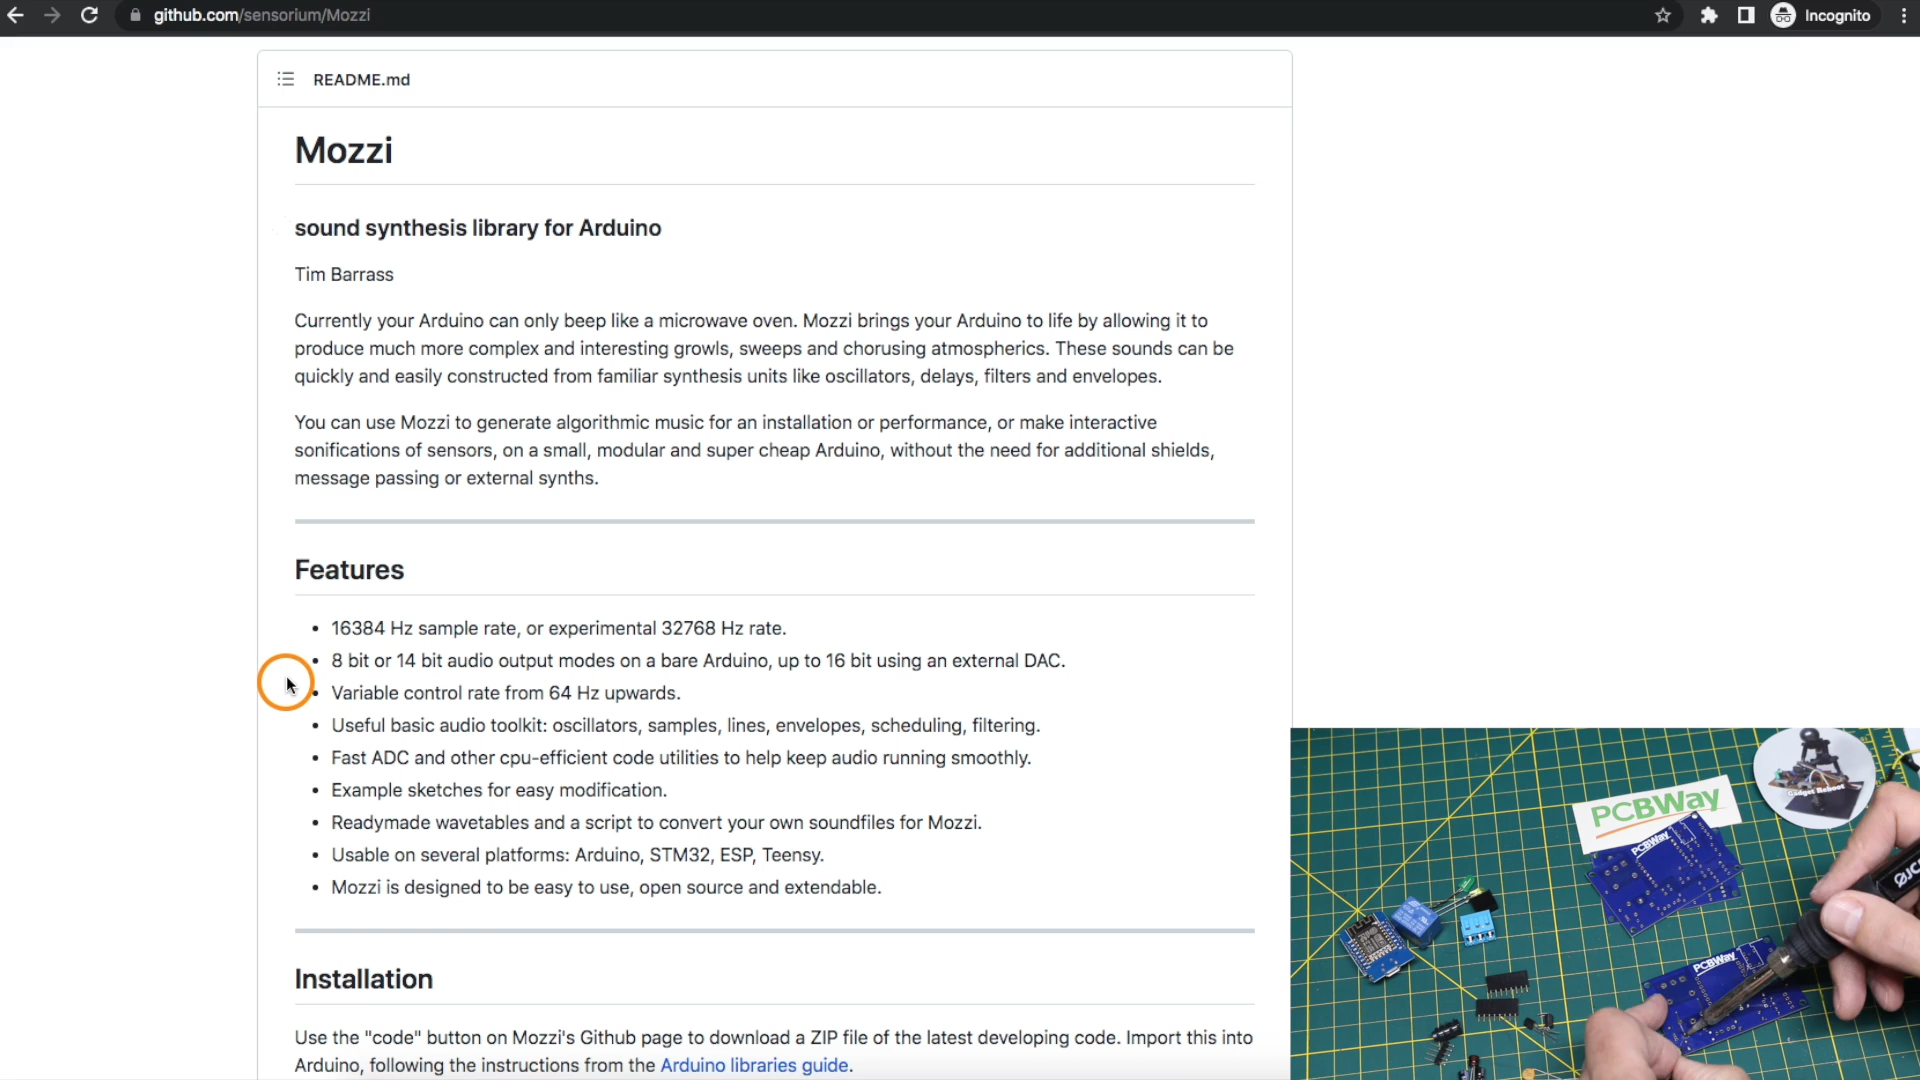 github.com/sensorium/Mozzi
Incognito
README.md
Mozzi
sound synthesis library for Arduino
Tim Barrass
Currently your Arduino can only beep like a microwave oven. Mozzi brings your Arduino to life by allowing it to
produce much more complex and interesting growls, sweeps and chorusing atmospherics. These sounds can be
quickly and easily constructed from familiar synthesis units like oscillators, delays, filters and envelopes.
You can use Mozzi to generate algorithmic music for an installation or performance, or make interactive
sonifications of sensors, on a small, modular and super cheap Arduino, without the need for additional shields,
message passing or external synths.
Features
• 16384 Hz sample rate, or experimental 32768 Hz rate.
• 8 bit or 14 bit audio output modes on a bare Arduino, up to 16 bit using an external DAC.
• Variable control rate from 64 Hz upwards.
• Useful basic audio toolkit: oscillators, samples, lines, envelopes, scheduling, filtering.
• Fast ADC and other cpu-efficient code utilities to help keep audio running smoothly.
• Example sketches for easy modification.
• Readymade wavetables and a script to convert your own soundfiles for Mozzi.
• Usable on several platforms: Arduino, STM32, ESP, Teensy.
• Mozzi is designed to be easy to use, open source and extendable.
Installation
Use the "code" button on Mozzi's Github page to download a ZIP file of the latest developing code. Import this into
Arduino, following the instructions from the Arduino libraries guide.
Gadget Reboot
PCBWay
PCBWay
PCBWay